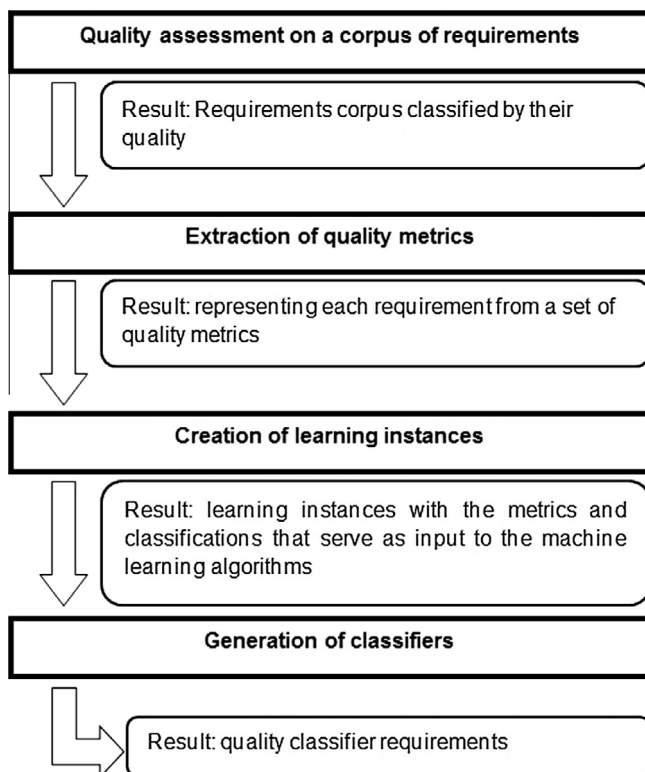 Quality assessment on a corpus of requirements
Result: Requirements corpus classified by their
quality
Extraction of quality metrics
Result: representing each requirement from a set of
quality metrics
Creation of learning instances
Result: learning instances with the metrics and
classifications that serve as input to the machine
learning algorithms
Generation of classifiers
Result: quality classifier requirements